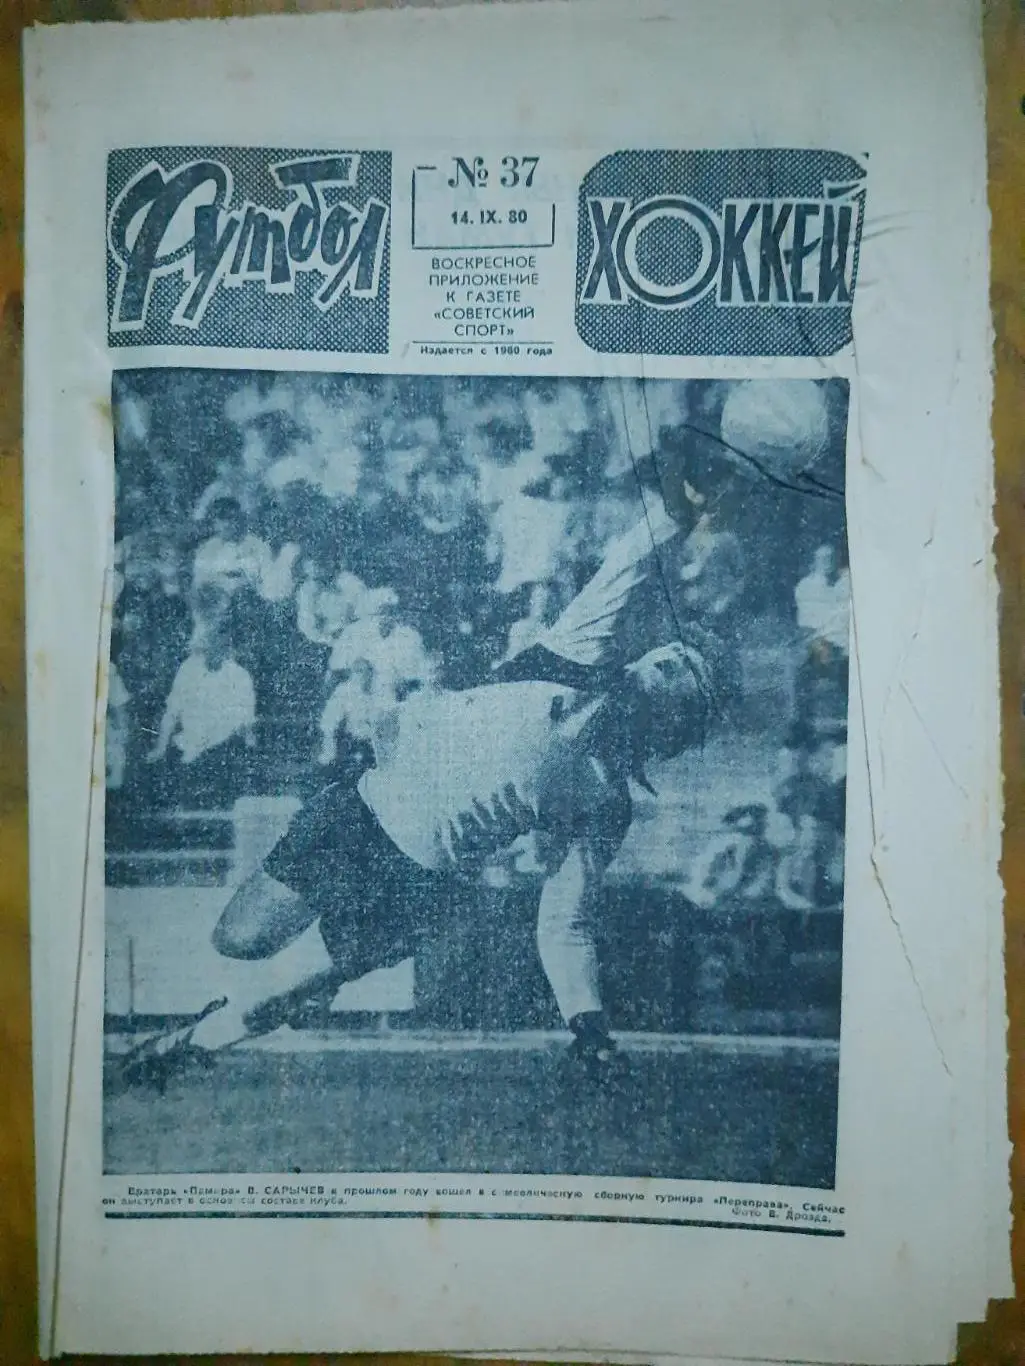 Футбол
№ 37
14. IX. 80
ВОСКРЕСНОЕ
ПРИЛОЖЕНИЕ
К ГАЗЕТЕ
«СОВЕТСКИЙ
СПОРТ»
Издается с 1960 года
ХОККЕЙ
Вратарь «Памира» В. САРЫЧЕВ в прошлом году вошел в символическую сборную турнира «Переправа». Сейчас
он выступает в основном составе клуба.
Фото В. Дрозда.